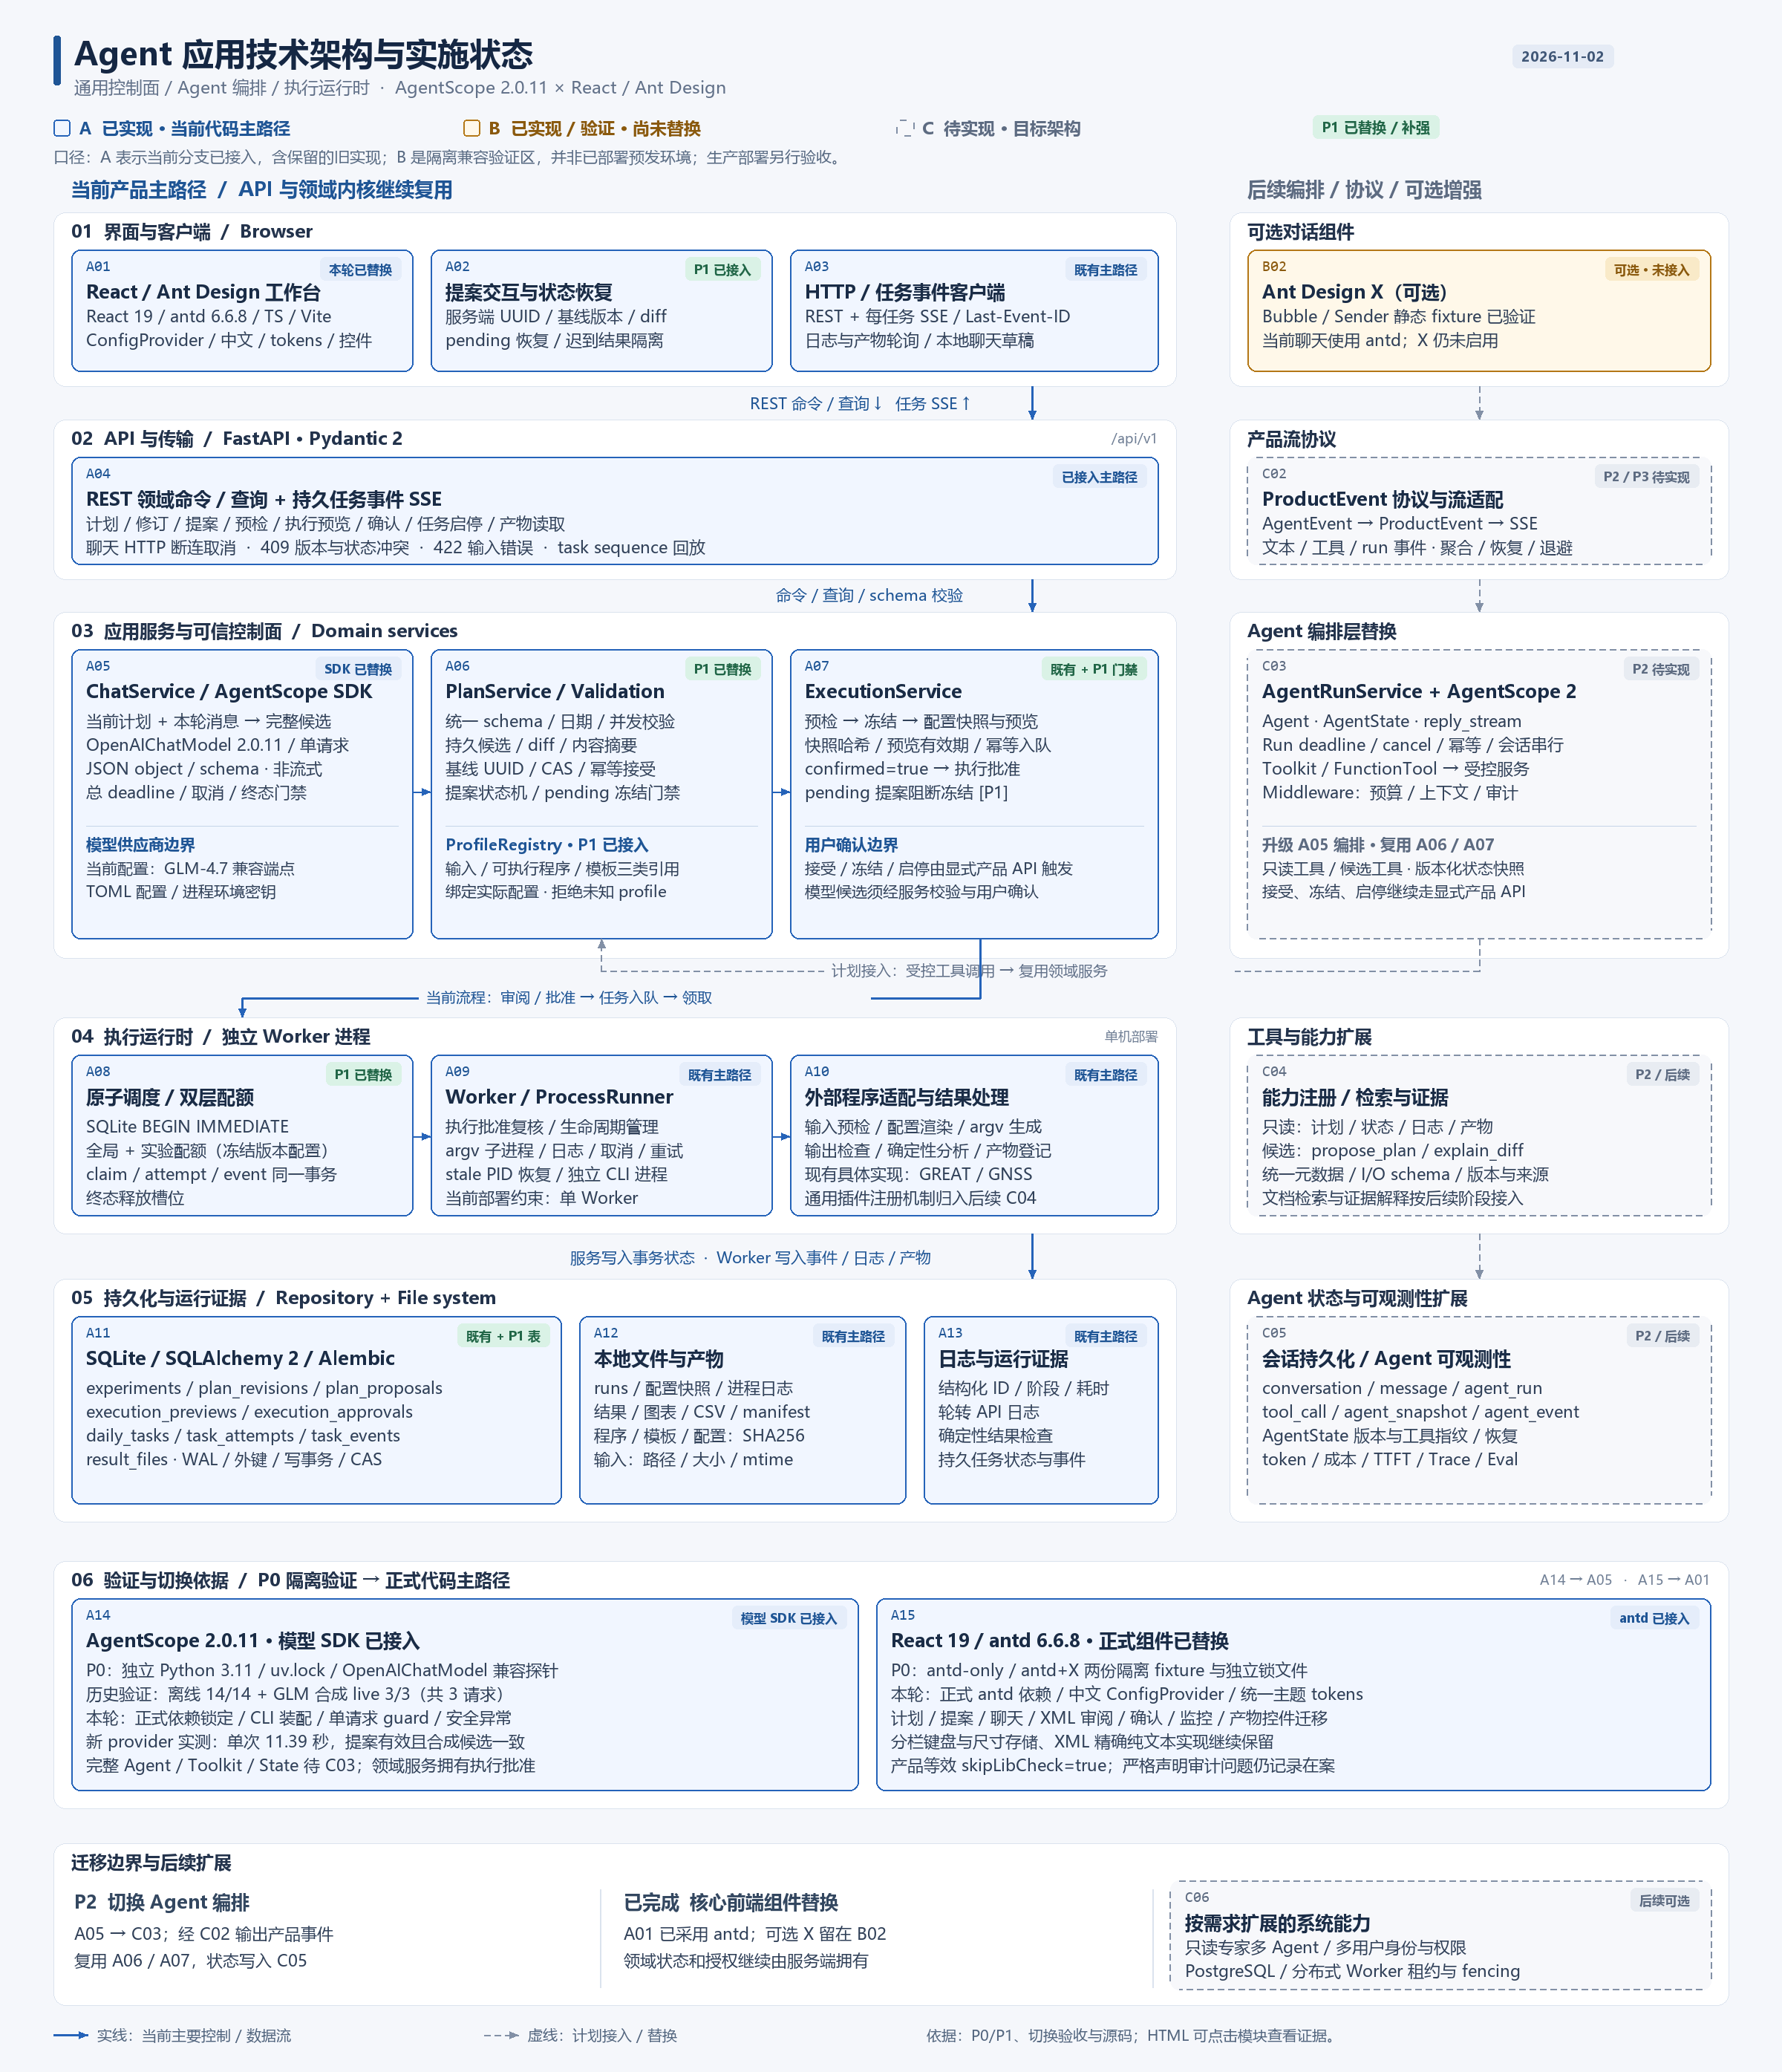 Agent 应用技术架构与实施状态
2026-11-02
通用控制面 / Agent 编排 / 执行运行时 · AgentScope 2.0.11 × React / Ant Design
A 已实现 • 当前代码主路径
B 已实现 / 验证 • 尚未替换
C 待实现 • 目标架构
P1 已替换 / 补强
口径：A 表示当前分支已接入，含保留的旧实现；B 是隔离兼容验证区，并非已部署预发环境；生产部署另行验收。
当前产品主路径 / API 与领域内核继续复用
后续编排 / 协议 / 可选增强
01 界面与客户端 / Browser
A01
本轮已替换
React / Ant Design 工作台
React 19 / antd 6.6.8 / TS / Vite
ConfigProvider / 中文 / tokens / 控件
A02
P1 已接入
提案交互与状态恢复
服务端 UUID / 基线版本 / diff
pending 恢复 / 迟到结果隔离
A03
既有主路径
HTTP / 任务事件客户端
REST + 每任务 SSE / Last-Event-ID
日志与产物轮询 / 本地聊天草稿
可选对话组件
B02
可选 • 未接入
Ant Design X（可选）
Bubble / Sender 静态 fixture 已验证
当前聊天使用 antd；X 仍未启用
REST 命令 / 查询 ↓ 任务 SSE ↑
02 API 与传输 / FastAPI • Pydantic 2
/api/v1
A04
已接入主路径
REST 领域命令 / 查询 + 持久任务事件 SSE
计划 / 修订 / 提案 / 预检 / 执行预览 / 确认 / 任务启停 / 产物读取
聊天 HTTP 断连取消 · 409 版本与状态冲突 · 422 输入错误 · task sequence 回放
产品流协议
C02
P2 / P3 待实现
ProductEvent 协议与流适配
AgentEvent → ProductEvent → SSE
文本 / 工具 / run 事件 · 聚合 / 恢复 / 退避
命令 / 查询 / schema 校验
03 应用服务与可信控制面 / Domain services
A05
SDK 已替换
ChatService / AgentScope SDK
当前计划 + 本轮消息 → 完整候选
OpenAIChatModel 2.0.11 / 单请求
JSON object / schema · 非流式
总 deadline / 取消 / 终态门禁
模型供应商边界
当前配置：GLM-4.7 兼容端点
TOML 配置 / 进程环境密钥
A06
P1 已替换
PlanService / Validation
统一 schema / 日期 / 并发校验
持久候选 / diff / 内容摘要
基线 UUID / CAS / 幂等接受
提案状态机 / pending 冻结门禁
ProfileRegistry • P1 已接入
输入 / 可执行程序 / 模板三类引用
绑定实际配置 · 拒绝未知 profile
A07
既有 + P1 门禁
ExecutionService
预检 → 冻结 → 配置快照与预览
快照哈希 / 预览有效期 / 幂等入队
confirmed=true → 执行批准
pending 提案阻断冻结 [P1]
用户确认边界
接受 / 冻结 / 启停由显式产品 API 触发
模型候选须经服务校验与用户确认
Agent 编排层替换
C03
P2 待实现
AgentRunService + AgentScope 2
Agent · AgentState · reply_stream
Run deadline / cancel / 幂等 / 会话串行
Toolkit / FunctionTool → 受控服务
Middleware：预算 / 上下文 / 审计
升级 A05 编排 · 复用 A06 / A07
只读工具 / 候选工具 · 版本化状态快照
接受、冻结、启停继续走显式产品 API
计划接入：受控工具调用 → 复用领域服务
当前流程：审阅 / 批准 → 任务入队 → 领取
04 执行运行时 / 独立 Worker 进程
单机部署
A08
P1 已替换
原子调度 / 双层配额
SQLite BEGIN IMMEDIATE
全局 + 实验配额（冻结版本配置）
claim / attempt / event 同一事务
终态释放槽位
A09
既有主路径
Worker / ProcessRunner
执行批准复核 / 生命周期管理
argv 子进程 / 日志 / 取消 / 重试
stale PID 恢复 / 独立 CLI 进程
当前部署约束：单 Worker
A10
既有主路径
外部程序适配与结果处理
输入预检 / 配置渲染 / argv 生成
输出检查 / 确定性分析 / 产物登记
现有具体实现：GREAT / GNSS
通用插件注册机制归入后续 C04
工具与能力扩展
C04
P2 / 后续
能力注册 / 检索与证据
只读：计划 / 状态 / 日志 / 产物
候选：propose_plan / explain_diff
统一元数据 / I/O schema / 版本与来源
文档检索与证据解释按后续阶段接入
服务写入事务状态 · Worker 写入事件 / 日志 / 产物
05 持久化与运行证据 / Repository + File system
A11
既有 + P1 表
SQLite / SQLAlchemy 2 / Alembic
experiments / plan_revisions / plan_proposals
execution_previews / execution_approvals
daily_tasks / task_attempts / task_events
result_files · WAL / 外键 / 写事务 / CAS
A12
既有主路径
本地文件与产物
runs / 配置快照 / 进程日志
结果 / 图表 / CSV / manifest
程序 / 模板 / 配置：SHA256
输入：路径 / 大小 / mtime
A13
既有主路径
日志与运行证据
结构化 ID / 阶段 / 耗时
轮转 API 日志
确定性结果检查
持久任务状态与事件
Agent 状态与可观测性扩展
C05
P2 / 后续
会话持久化 / Agent 可观测性
conversation / message / agent_run
tool_call / agent_snapshot / agent_event
AgentState 版本与工具指纹 / 恢复
token / 成本 / TTFT / Trace / Eval
06 验证与切换依据 / P0 隔离验证 → 正式代码主路径
A14 → A05 · A15 → A01
A14
模型 SDK 已接入
AgentScope 2.0.11 • 模型 SDK 已接入
P0：独立 Python 3.11 / uv.lock / OpenAIChatModel 兼容探针
历史验证：离线 14/14 + GLM 合成 live 3/3（共 3 请求）
本轮：正式依赖锁定 / CLI 装配 / 单请求 guard / 安全异常
新 provider 实测：单次 11.39 秒，提案有效且合成候选一致
完整 Agent / Toolkit / State 待 C03；领域服务拥有执行批准
A15
antd 已接入
React 19 / antd 6.6.8 • 正式组件已替换
P0：antd-only / antd+X 两份隔离 fixture 与独立锁文件
本轮：正式 antd 依赖 / 中文 ConfigProvider / 统一主题 tokens
计划 / 提案 / 聊天 / XML 审阅 / 确认 / 监控 / 产物控件迁移
分栏键盘与尺寸存储、XML 精确纯文本实现继续保留
产品等效 skipLibCheck=true；严格声明审计问题仍记录在案
迁移边界与后续扩展
P2 切换 Agent 编排
A05 → C03；经 C02 输出产品事件
复用 A06 / A07，状态写入 C05
已完成 核心前端组件替换
A01 已采用 antd；可选 X 留在 B02
领域状态和授权继续由服务端拥有
C06
后续可选
按需求扩展的系统能力
只读专家多 Agent / 多用户身份与权限
PostgreSQL / 分布式 Worker 租约与 fencing
实线：当前主要控制 / 数据流
虚线：计划接入 / 替换
依据：P0/P1、切换验收与源码；HTML 可点击模块查看证据。